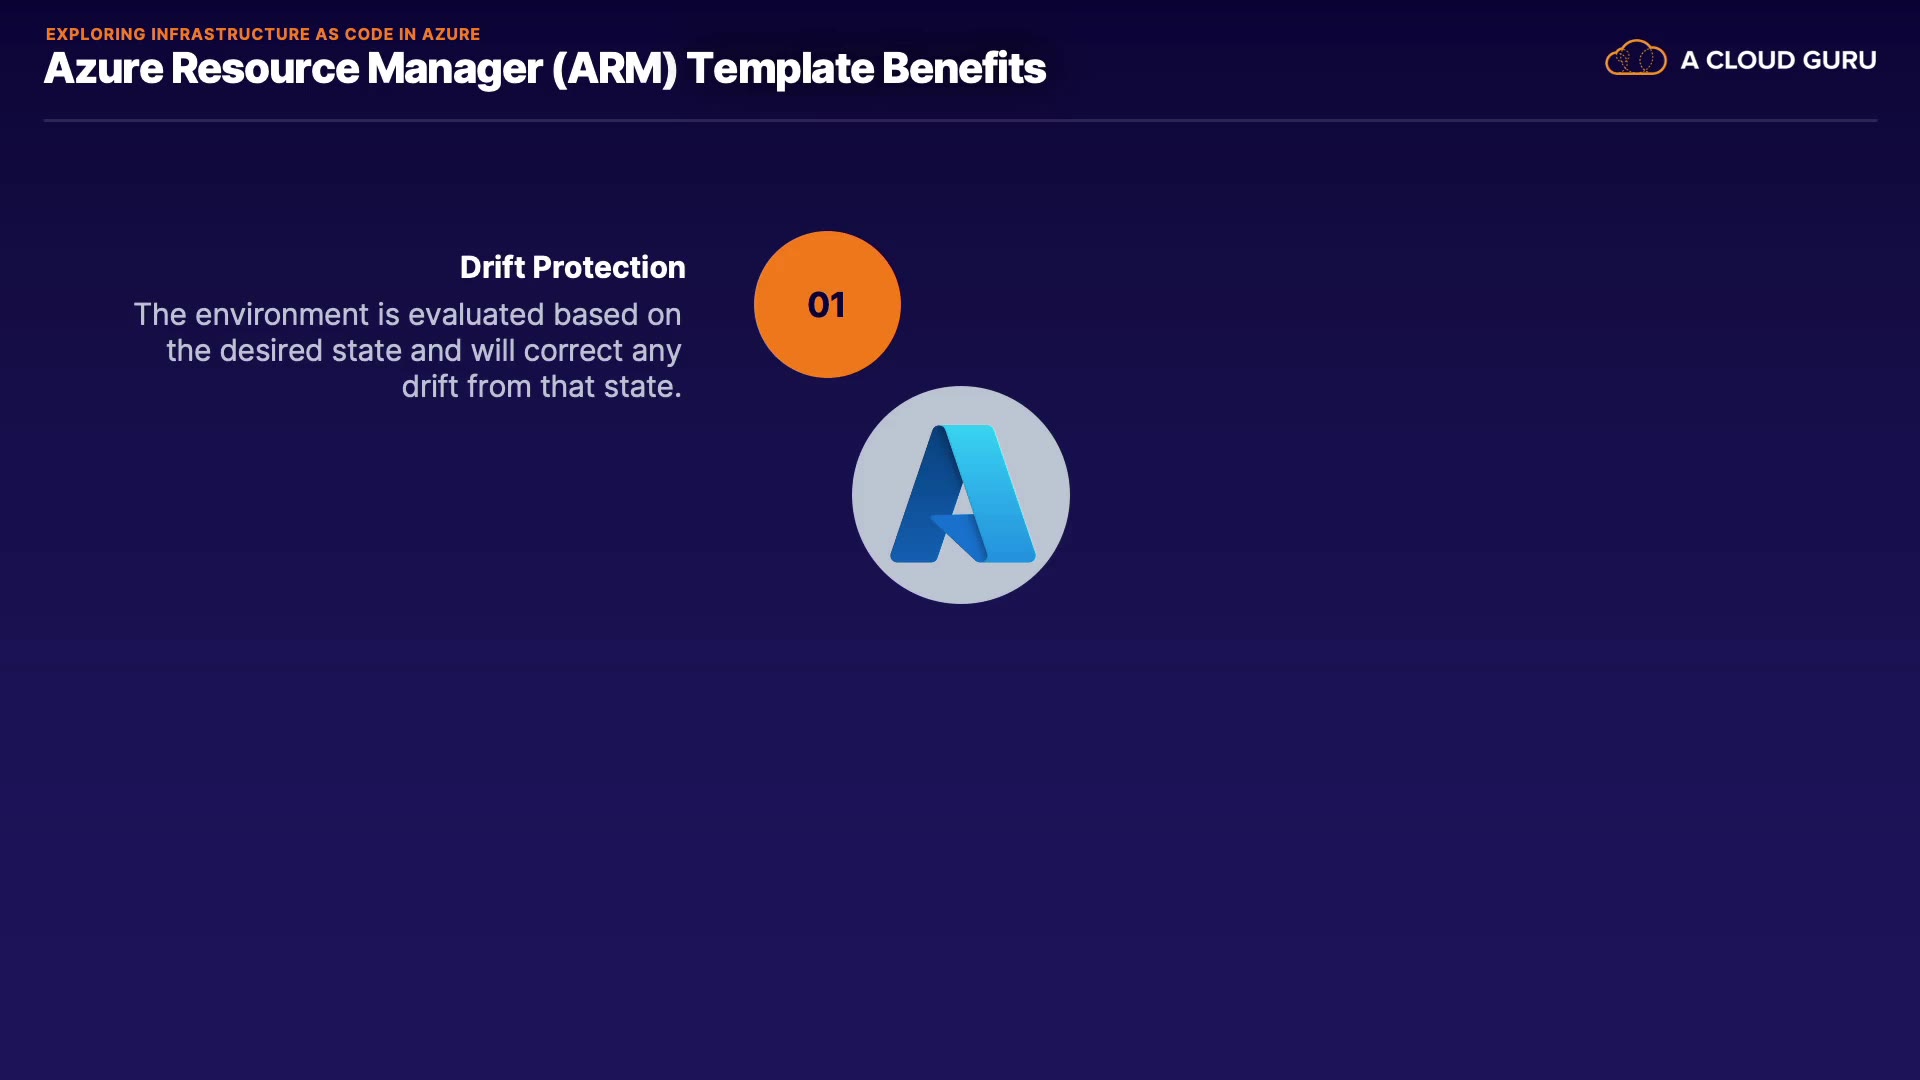 EXPLORING INFRASTRUCTURE AS CODE IN AZURE
Azure Resource Manager (ARM) Template Benefits
A CLOUD GURU
Drift Protection
The environment is evaluated based on
the desired state and will correct any
drift from that state.
01